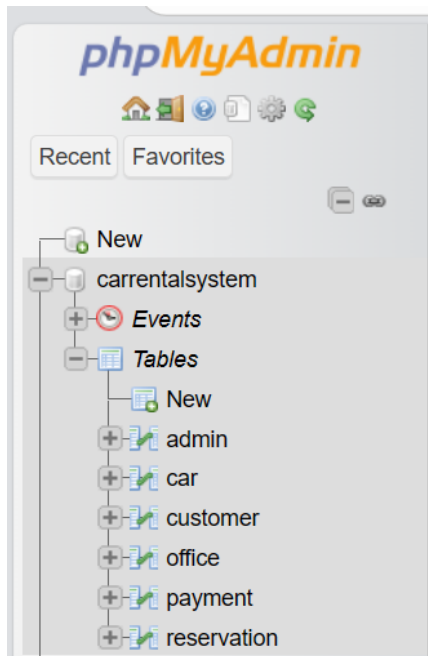 phpMyAdmin
Recent Favorites
New
carrentalsystem
Events
Tables
New
admin
car
customer
office
payment
reservation